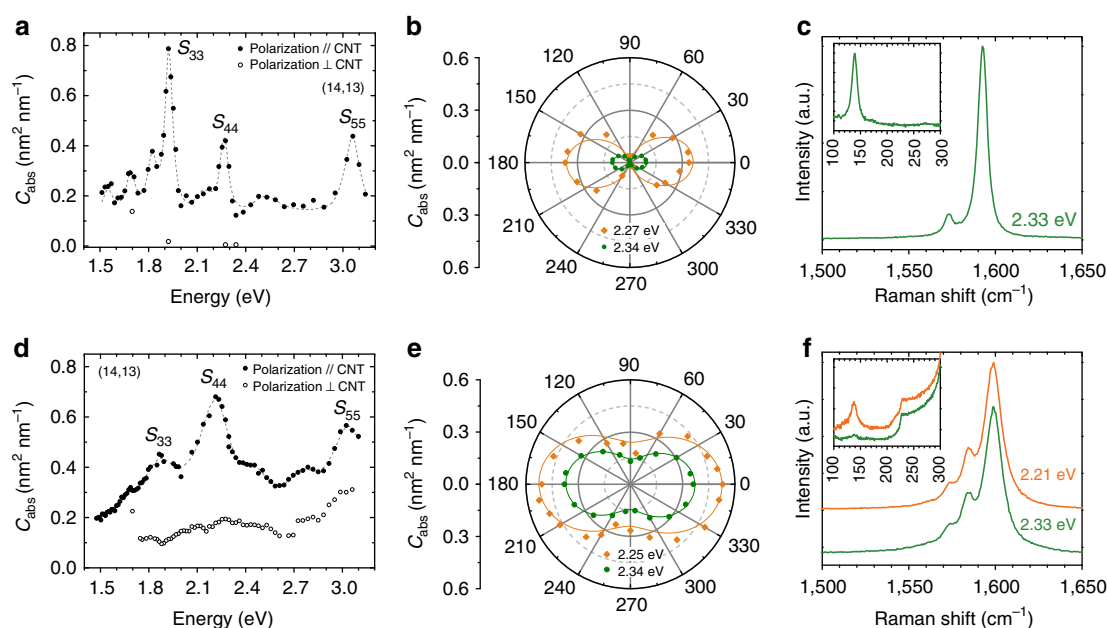 a
C_abs (nm² nm⁻¹)
0.8
0.6
0.4
0.2
0.0
S₃₃
S₄₄
S₅₅
Polarization // CNT
Polarization ⊥ CNT
(14,13)
1.5 1.8 2.1 2.4 2.7 3.0
Energy (eV)
b
C_abs (nm² nm⁻¹)
0.6
0.3
0.0
0.3
0.6
90
120 60
150 30
180 0
210 330
240 300
270
2.27 eV
2.34 eV
c
Intensity (a.u.)
100 150 200 250 300
2.33 eV
1,500 1,550 1,600 1,650
Raman shift (cm⁻¹)
d
C_abs (nm² nm⁻¹)
0.8
0.6
0.4
0.2
0.0
(14,13)
Polarization // CNT
Polarization ⊥ CNT
S₃₃
S₄₄
S₅₅
1.5 1.8 2.1 2.4 2.7 3.0
Energy (eV)
e
C_abs (nm² nm⁻¹)
0.6
0.3
0.0
0.3
0.6
90
120 60
150 30
180 0
210 330
240 300
270
2.25 eV
2.34 eV
f
Intensity (a.u.)
100 150 200 250 300
2.21 eV
2.33 eV
1,500 1,550 1,600 1,650
Raman shift (cm⁻¹)